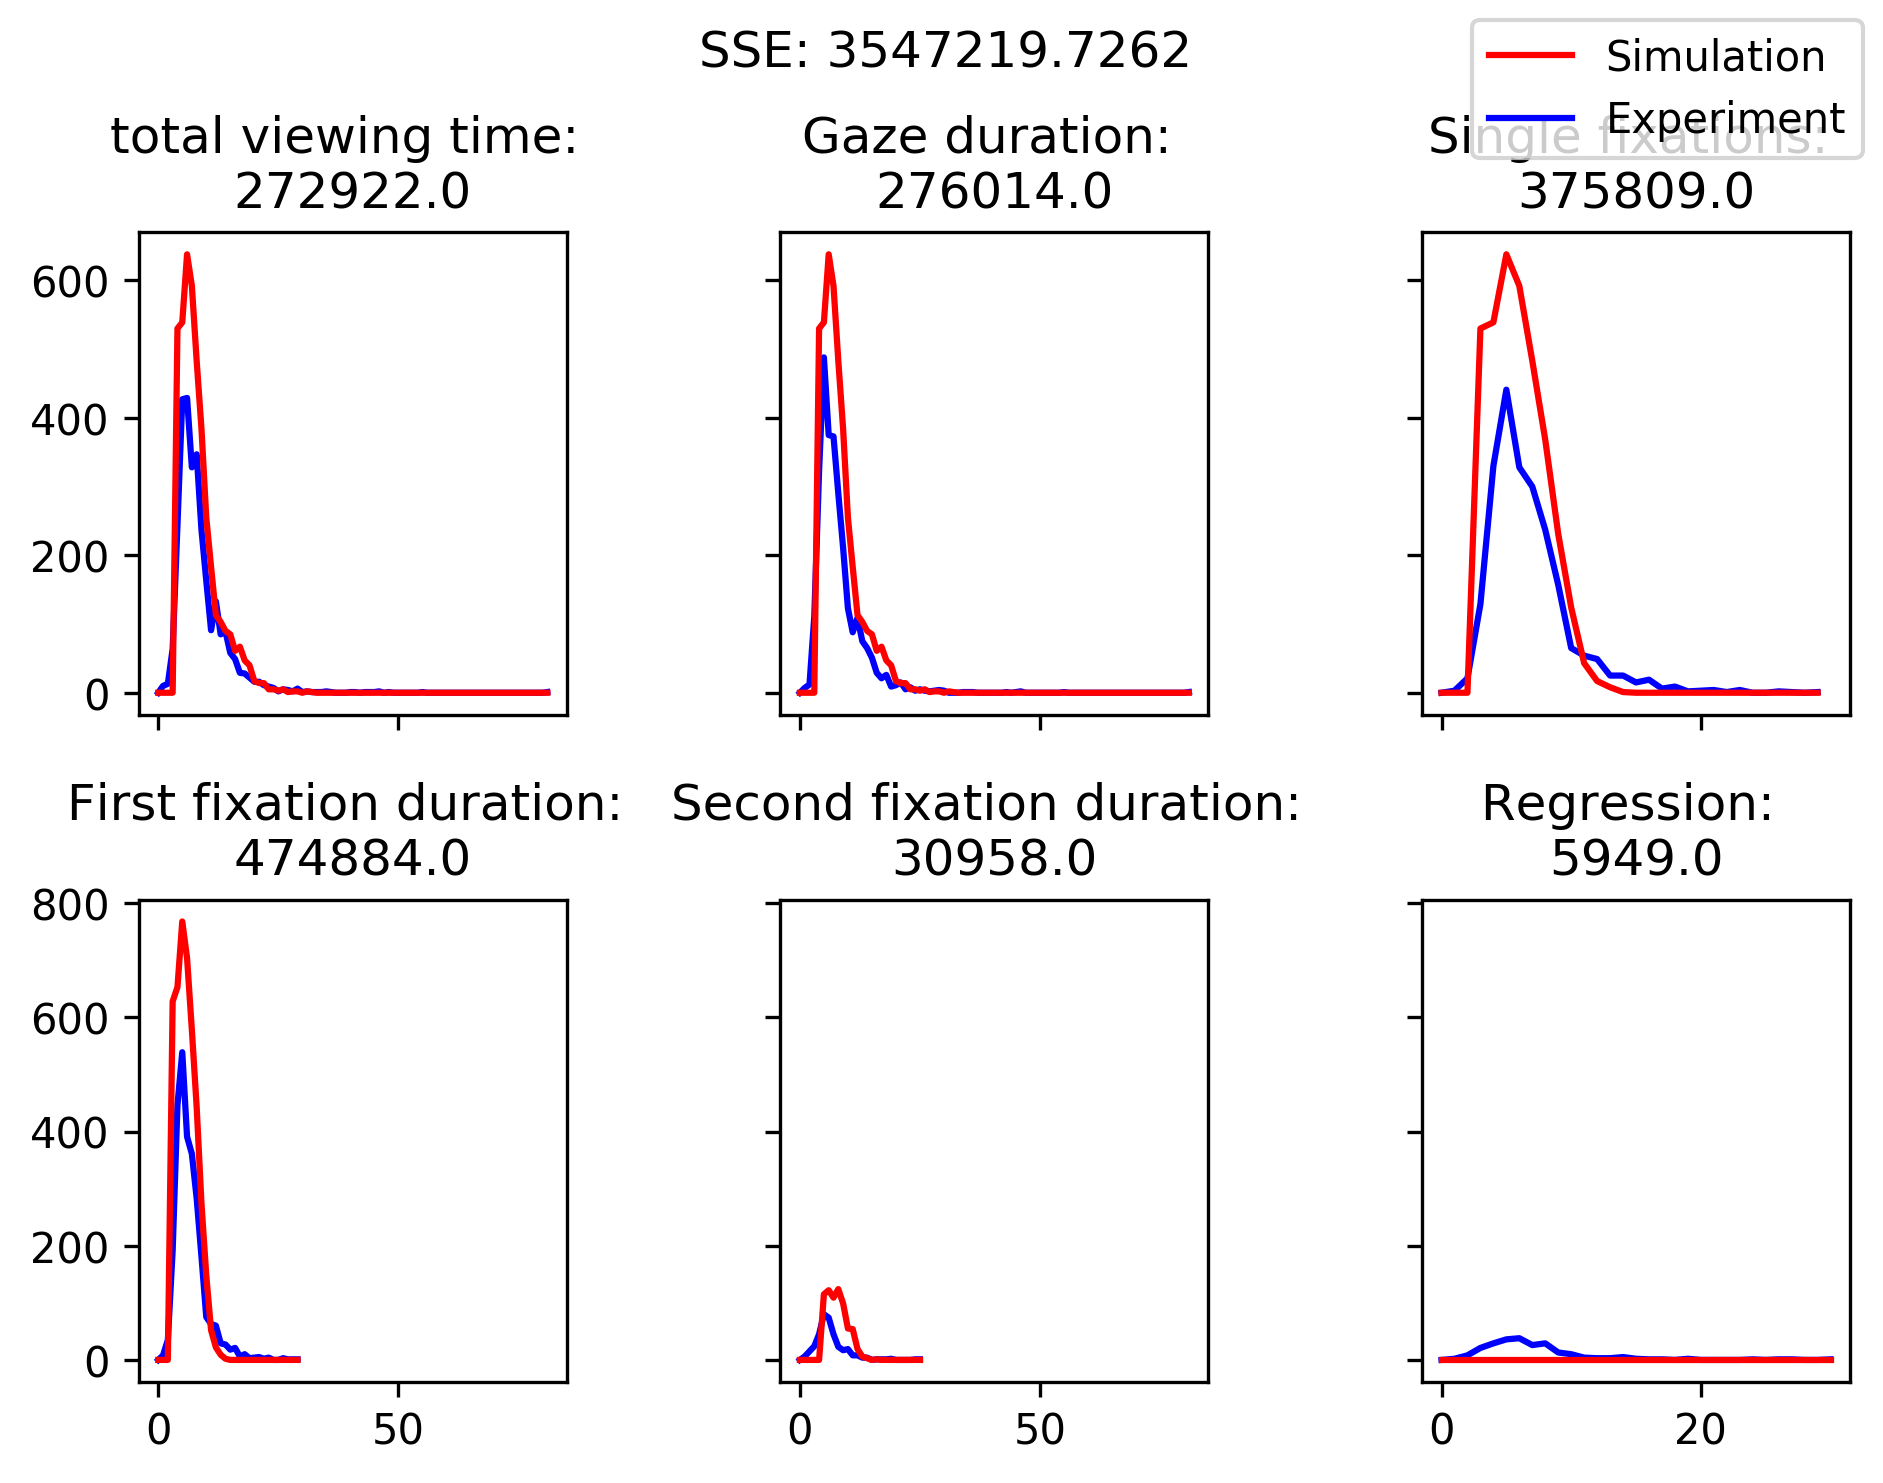 SSE: 3547219.7262
Simulation
Experiment
total viewing time:
272922.0
Gaze duration:
276014.0
Single fixations:
375809.0
600
400
200
0
First fixation duration:
474884.0
Second fixation duration:
30958.0
Regression:
5949.0
800
600
400
200
0
0
50
0
50
0
20